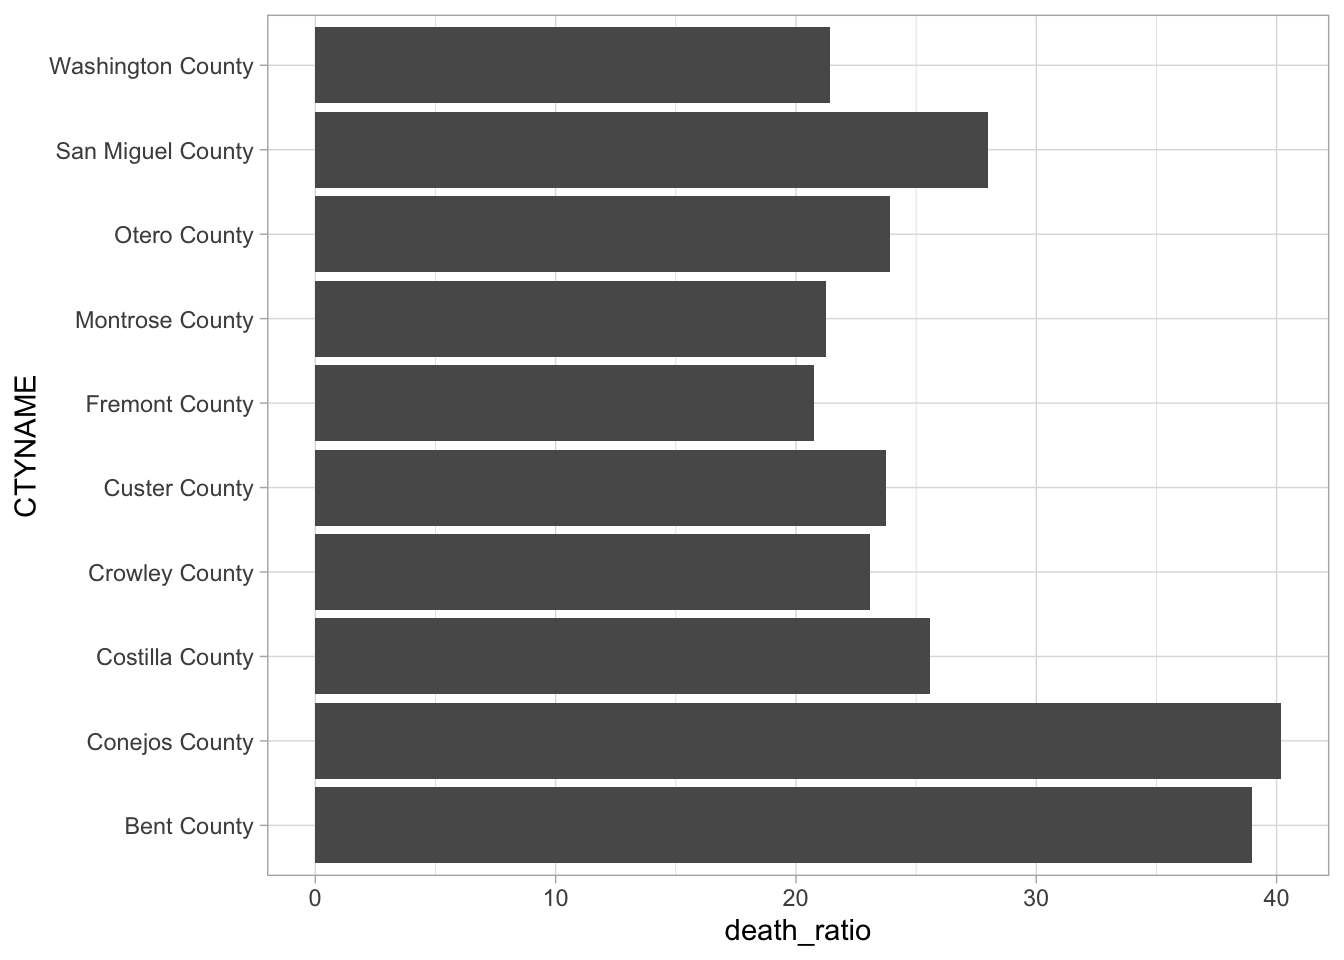 Washington County
San Miguel County
Otero County
Montrose County
Fremont County
Custer County
Crowley County
Costilla County
Conejos County
Bent County
CTYNAME
0 10 20 30 40
death_ratio